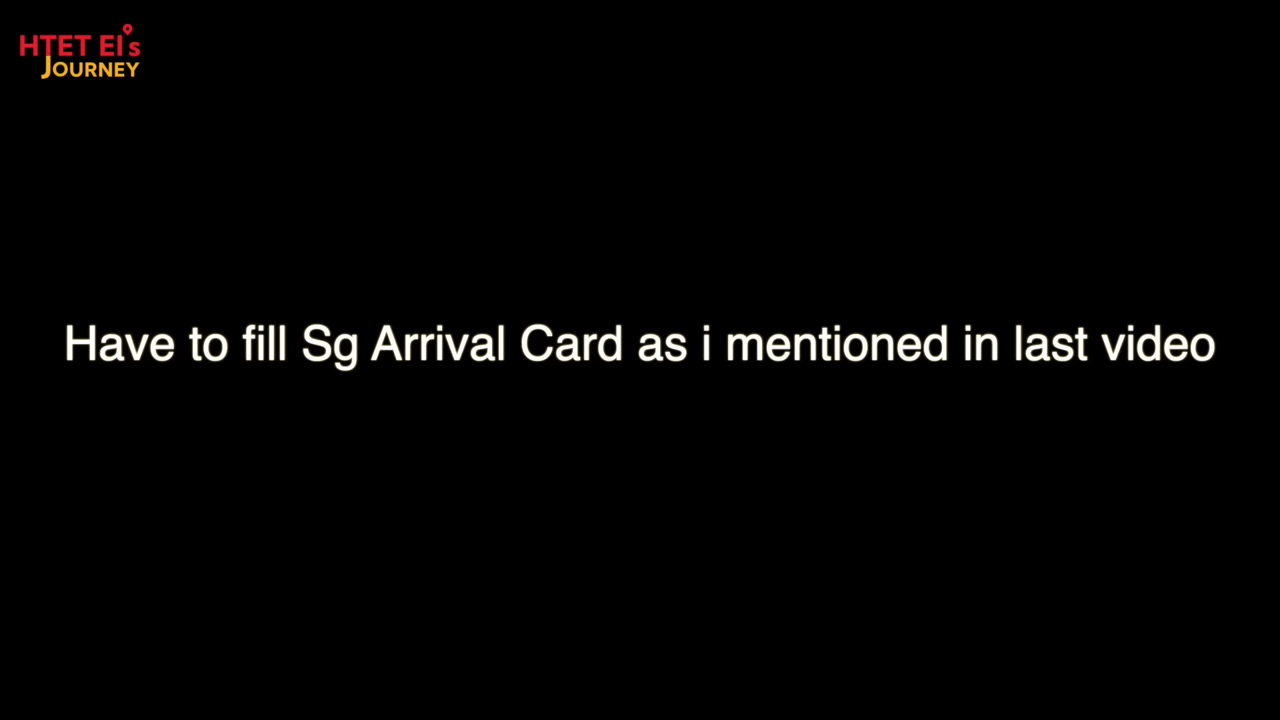 HTET EI's
JOURNEY
Have to fill Sg Arrival Card as i mentioned in last video